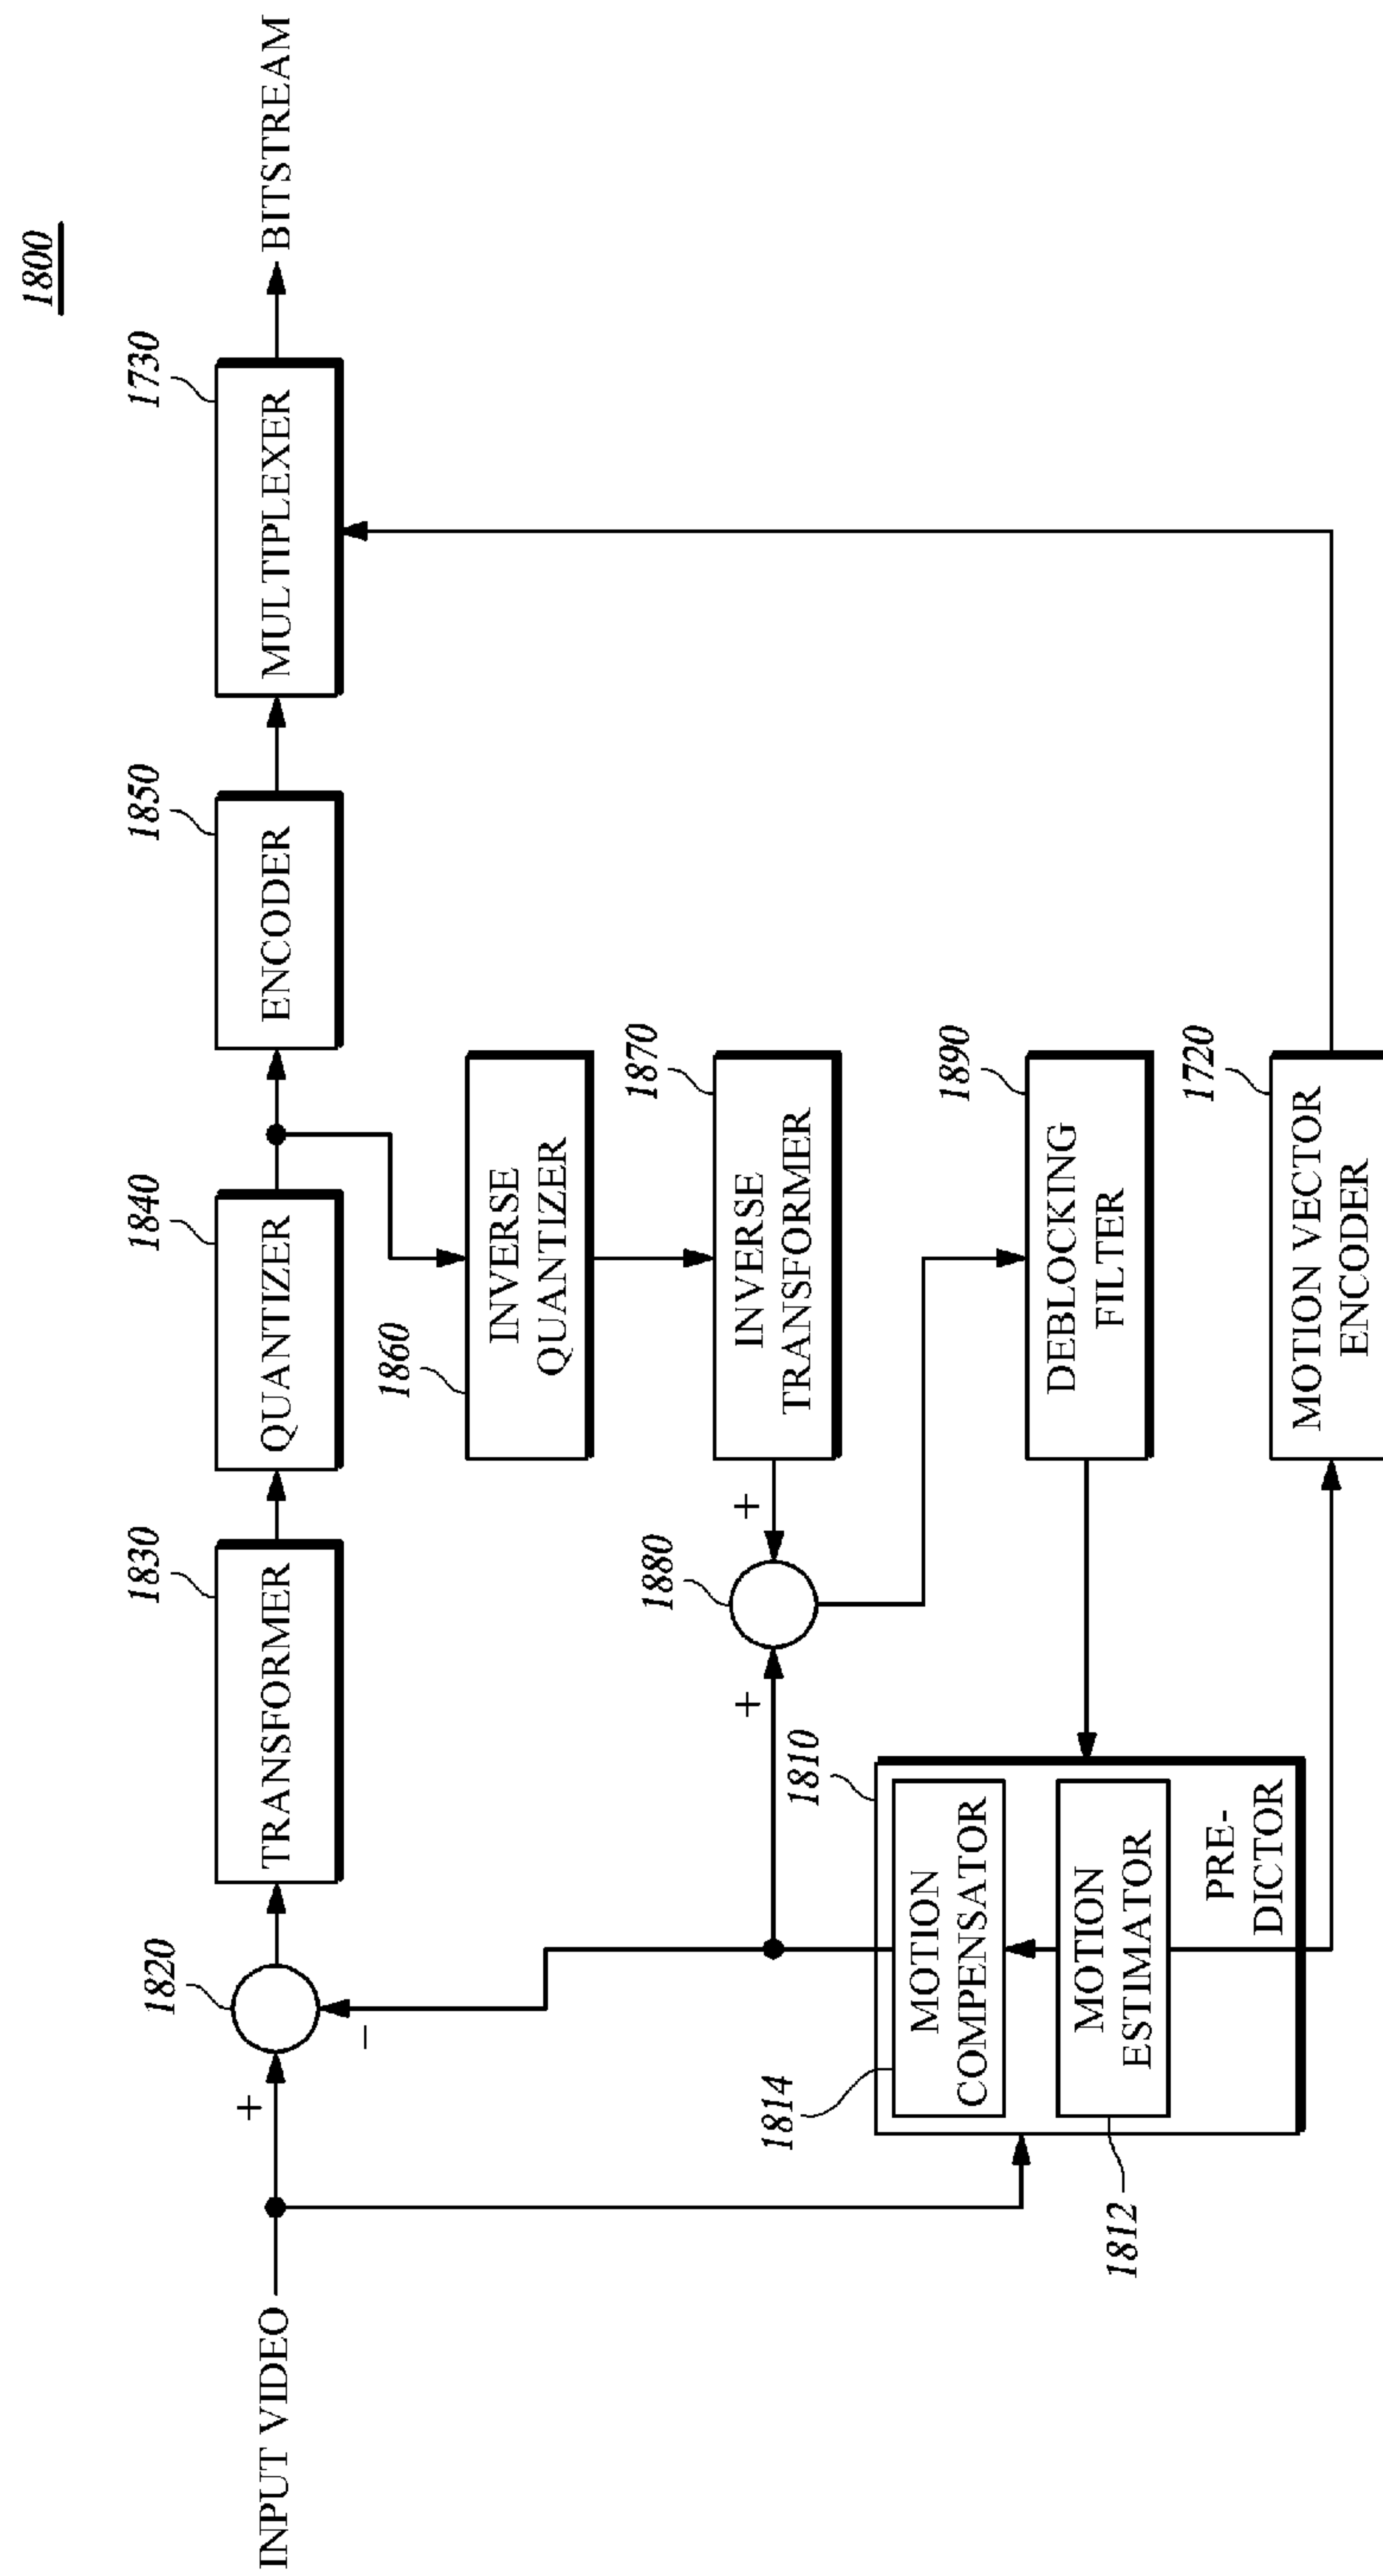 1800
INPUT VIDEO
+
−
1820
1830
TRANSFORMER
1840
QUANTIZER
1850
ENCODER
1730
MULTIPLEXER
BITSTREAM
1860
INVERSE
QUANTIZER
1870
INVERSE
TRANSFORMER
+
1880
+
1890
DEBLOCKING
FILTER
1810
1814
MOTION
COMPENSATOR
MOTION
ESTIMATOR
1812
PRE-
DICTOR
1720
MOTION VECTOR
ENCODER